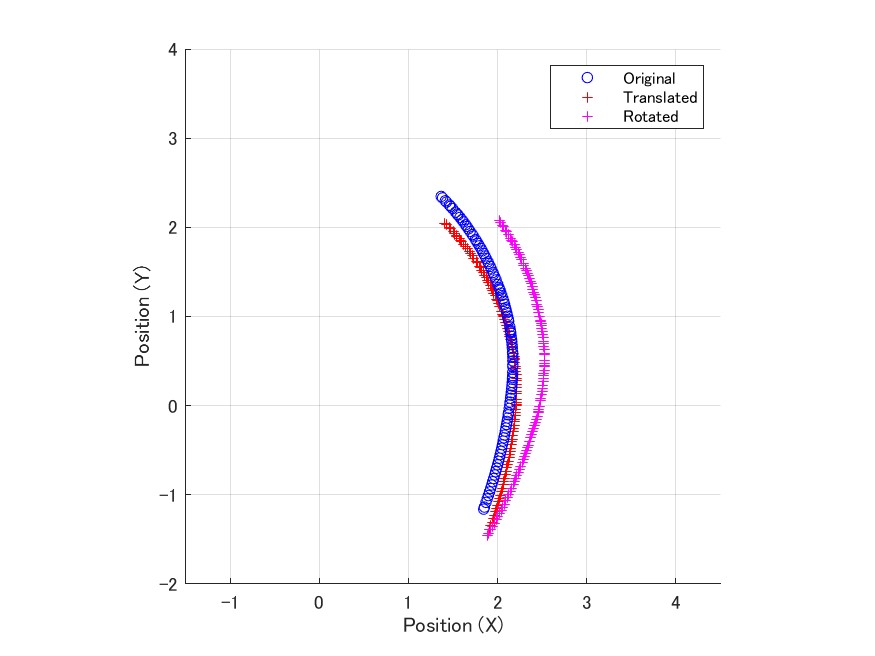 4
3
2
1
0
−1
−2
−1
0
1
2
3
4
Position (X)
Position (Y)
Original
Translated
Rotated